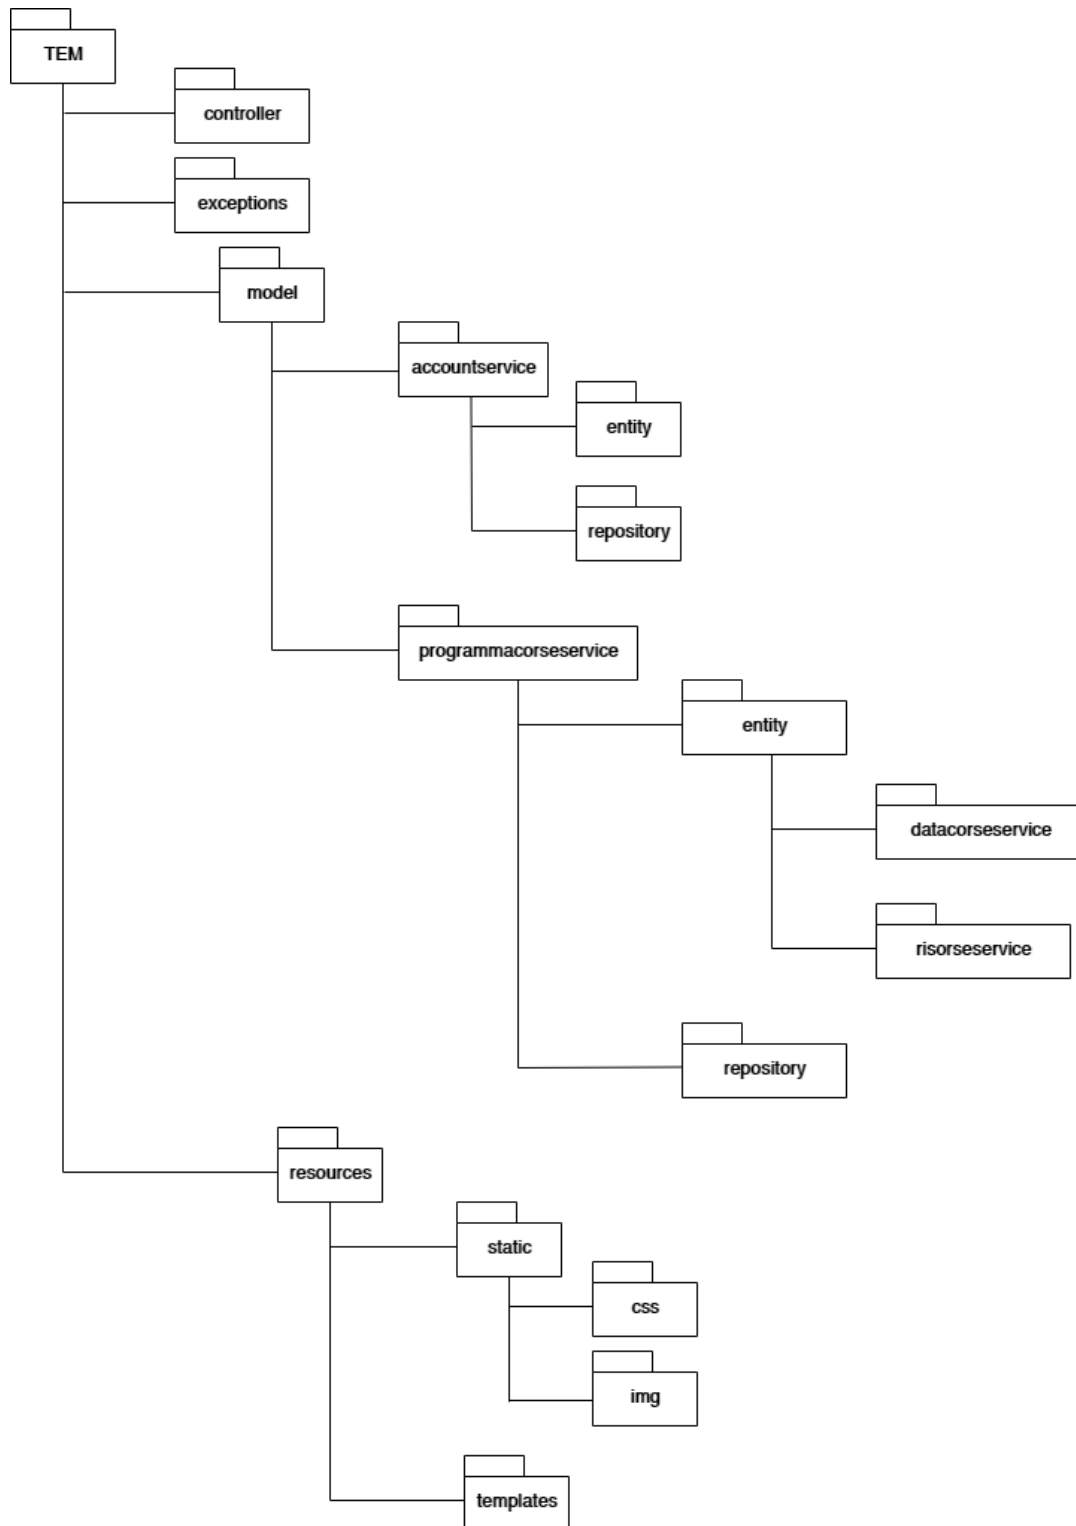 TEM
controller
exceptions
model
accountservice
entity
repository
programmacorseservice
entity
datacorseservice
risorseservice
repository
resources
static
css
img
templates